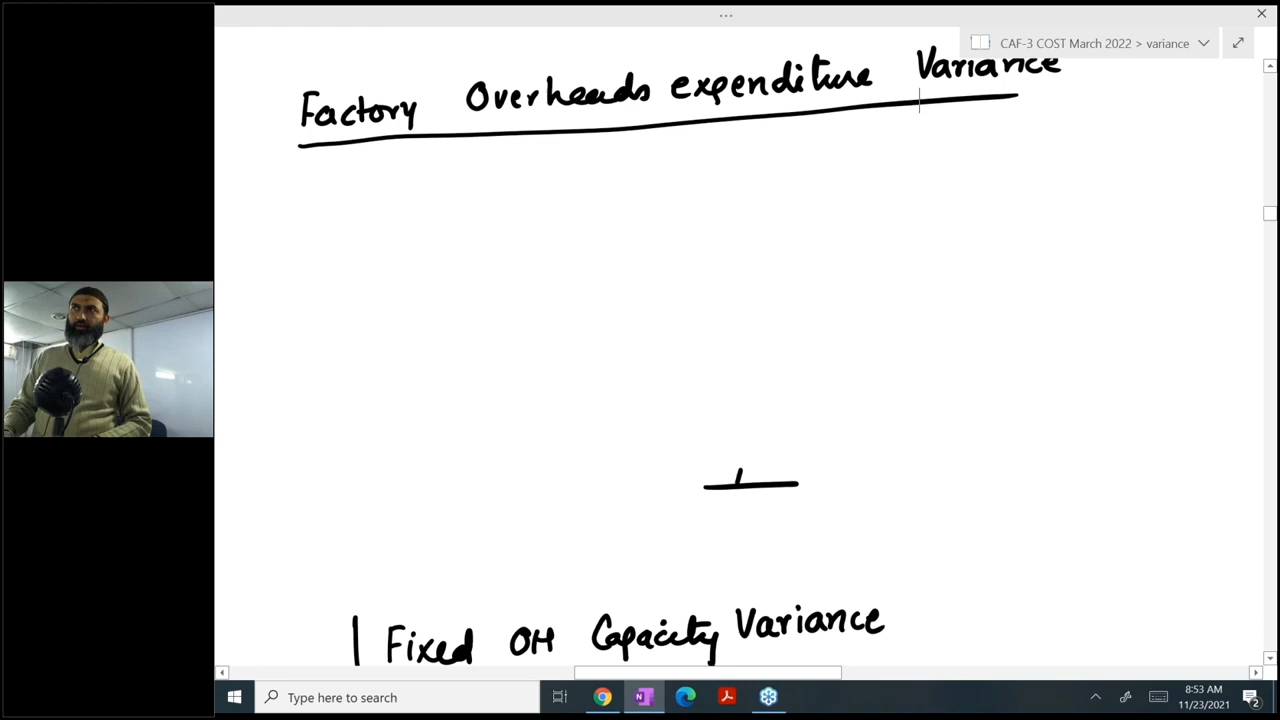 CAF-3 COST March 2022 > variance
Factory Overheads expenditure Variance
Fixed OH Capacity Variance
Type here to search
8:53 AM
11/23/2021
2